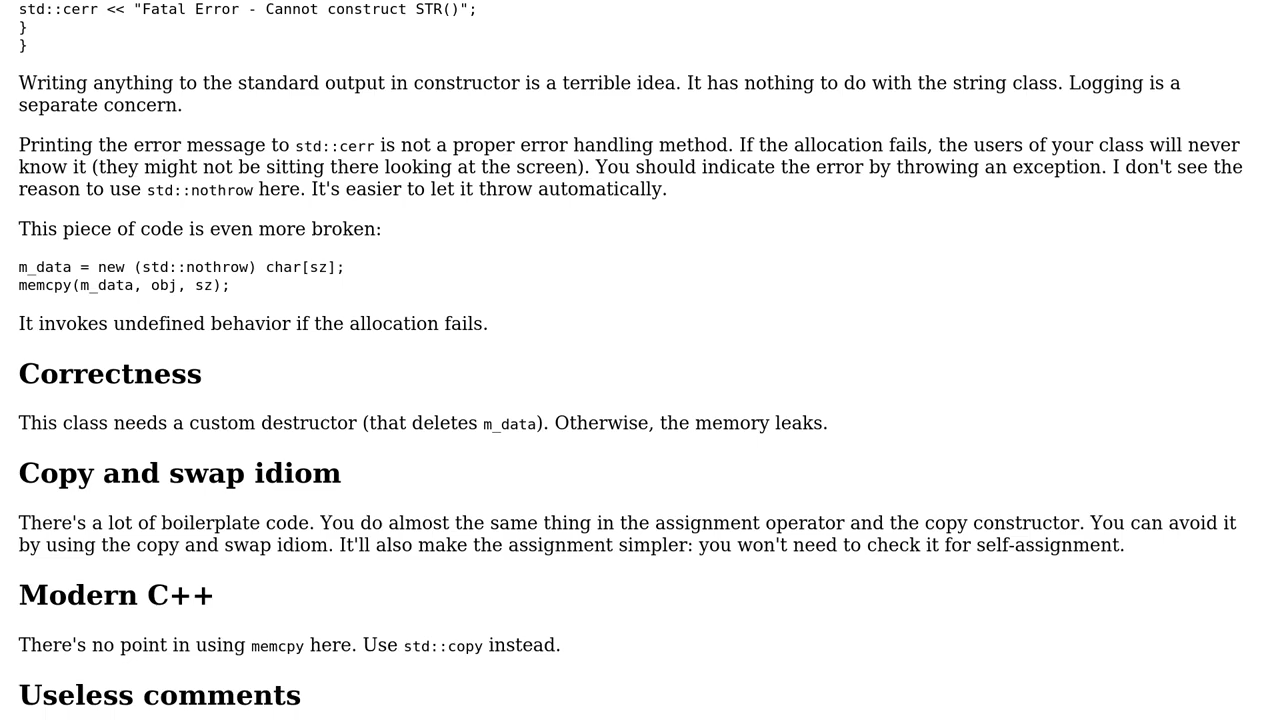 std::cerr << "Fatal Error - Cannot construct STR()";
}
}
Writing anything to the standard output in constructor is a terrible idea. It has nothing to do with the string class. Logging is a
separate concern.
Printing the error message to std::cerr is not a proper error handling method. If the allocation fails, the users of your class will never
know it (they might not be sitting there looking at the screen). You should indicate the error by throwing an exception. I don't see the
reason to use std::nothrow here. It's easier to let it throw automatically.
This piece of code is even more broken:
m_data = new (std::nothrow) char[sz];
memcpy(m_data, obj, sz);
It invokes undefined behavior if the allocation fails.
Correctness
This class needs a custom destructor (that deletes m_data). Otherwise, the memory leaks.
Copy and swap idiom
There's a lot of boilerplate code. You do almost the same thing in the assignment operator and the copy constructor. You can avoid it
by using the copy and swap idiom. It'll also make the assignment simpler: you won't need to check it for self-assignment.
Modern C++
There's no point in using memcpy here. Use std::copy instead.
Useless comments